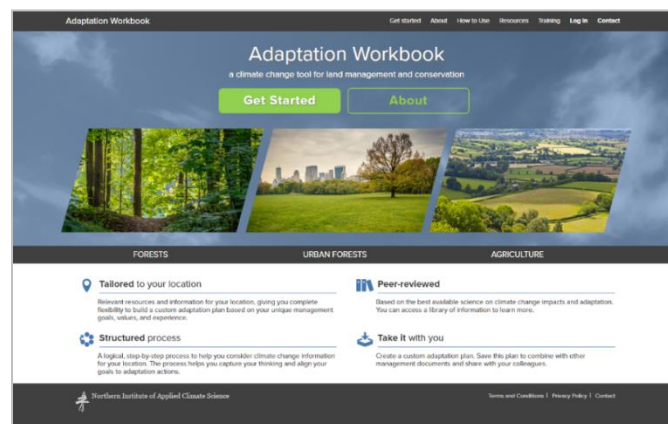 Adaptation Workbook
Get started About How to Use Resources Training Log In Contact
Adaptation Workbook
a climate change tool for land management and conservation
Get Started About
FORESTS URBAN FORESTS AGRICULTURE
Tailored to your location
Relevant resources and information for your location, giving you complete
flexibility to build a custom adaptation plan based on your unique management
goals, values, and experience.
Peer-reviewed
Based on the best available science on climate change impacts and adaptation.
You can access a library of information to learn more.
Structured process
A logical, step-by-step process to help you consider climate change information
for your location. The process helps you capture your thinking and align your
goals to adaptation actions.
Take it with you
Create a custom adaptation plan. Save this plan to combine with other
management documents and share with your colleagues.
Northern Institute of Applied Climate Science
Terms and Conditions | Privacy Policy | Contact